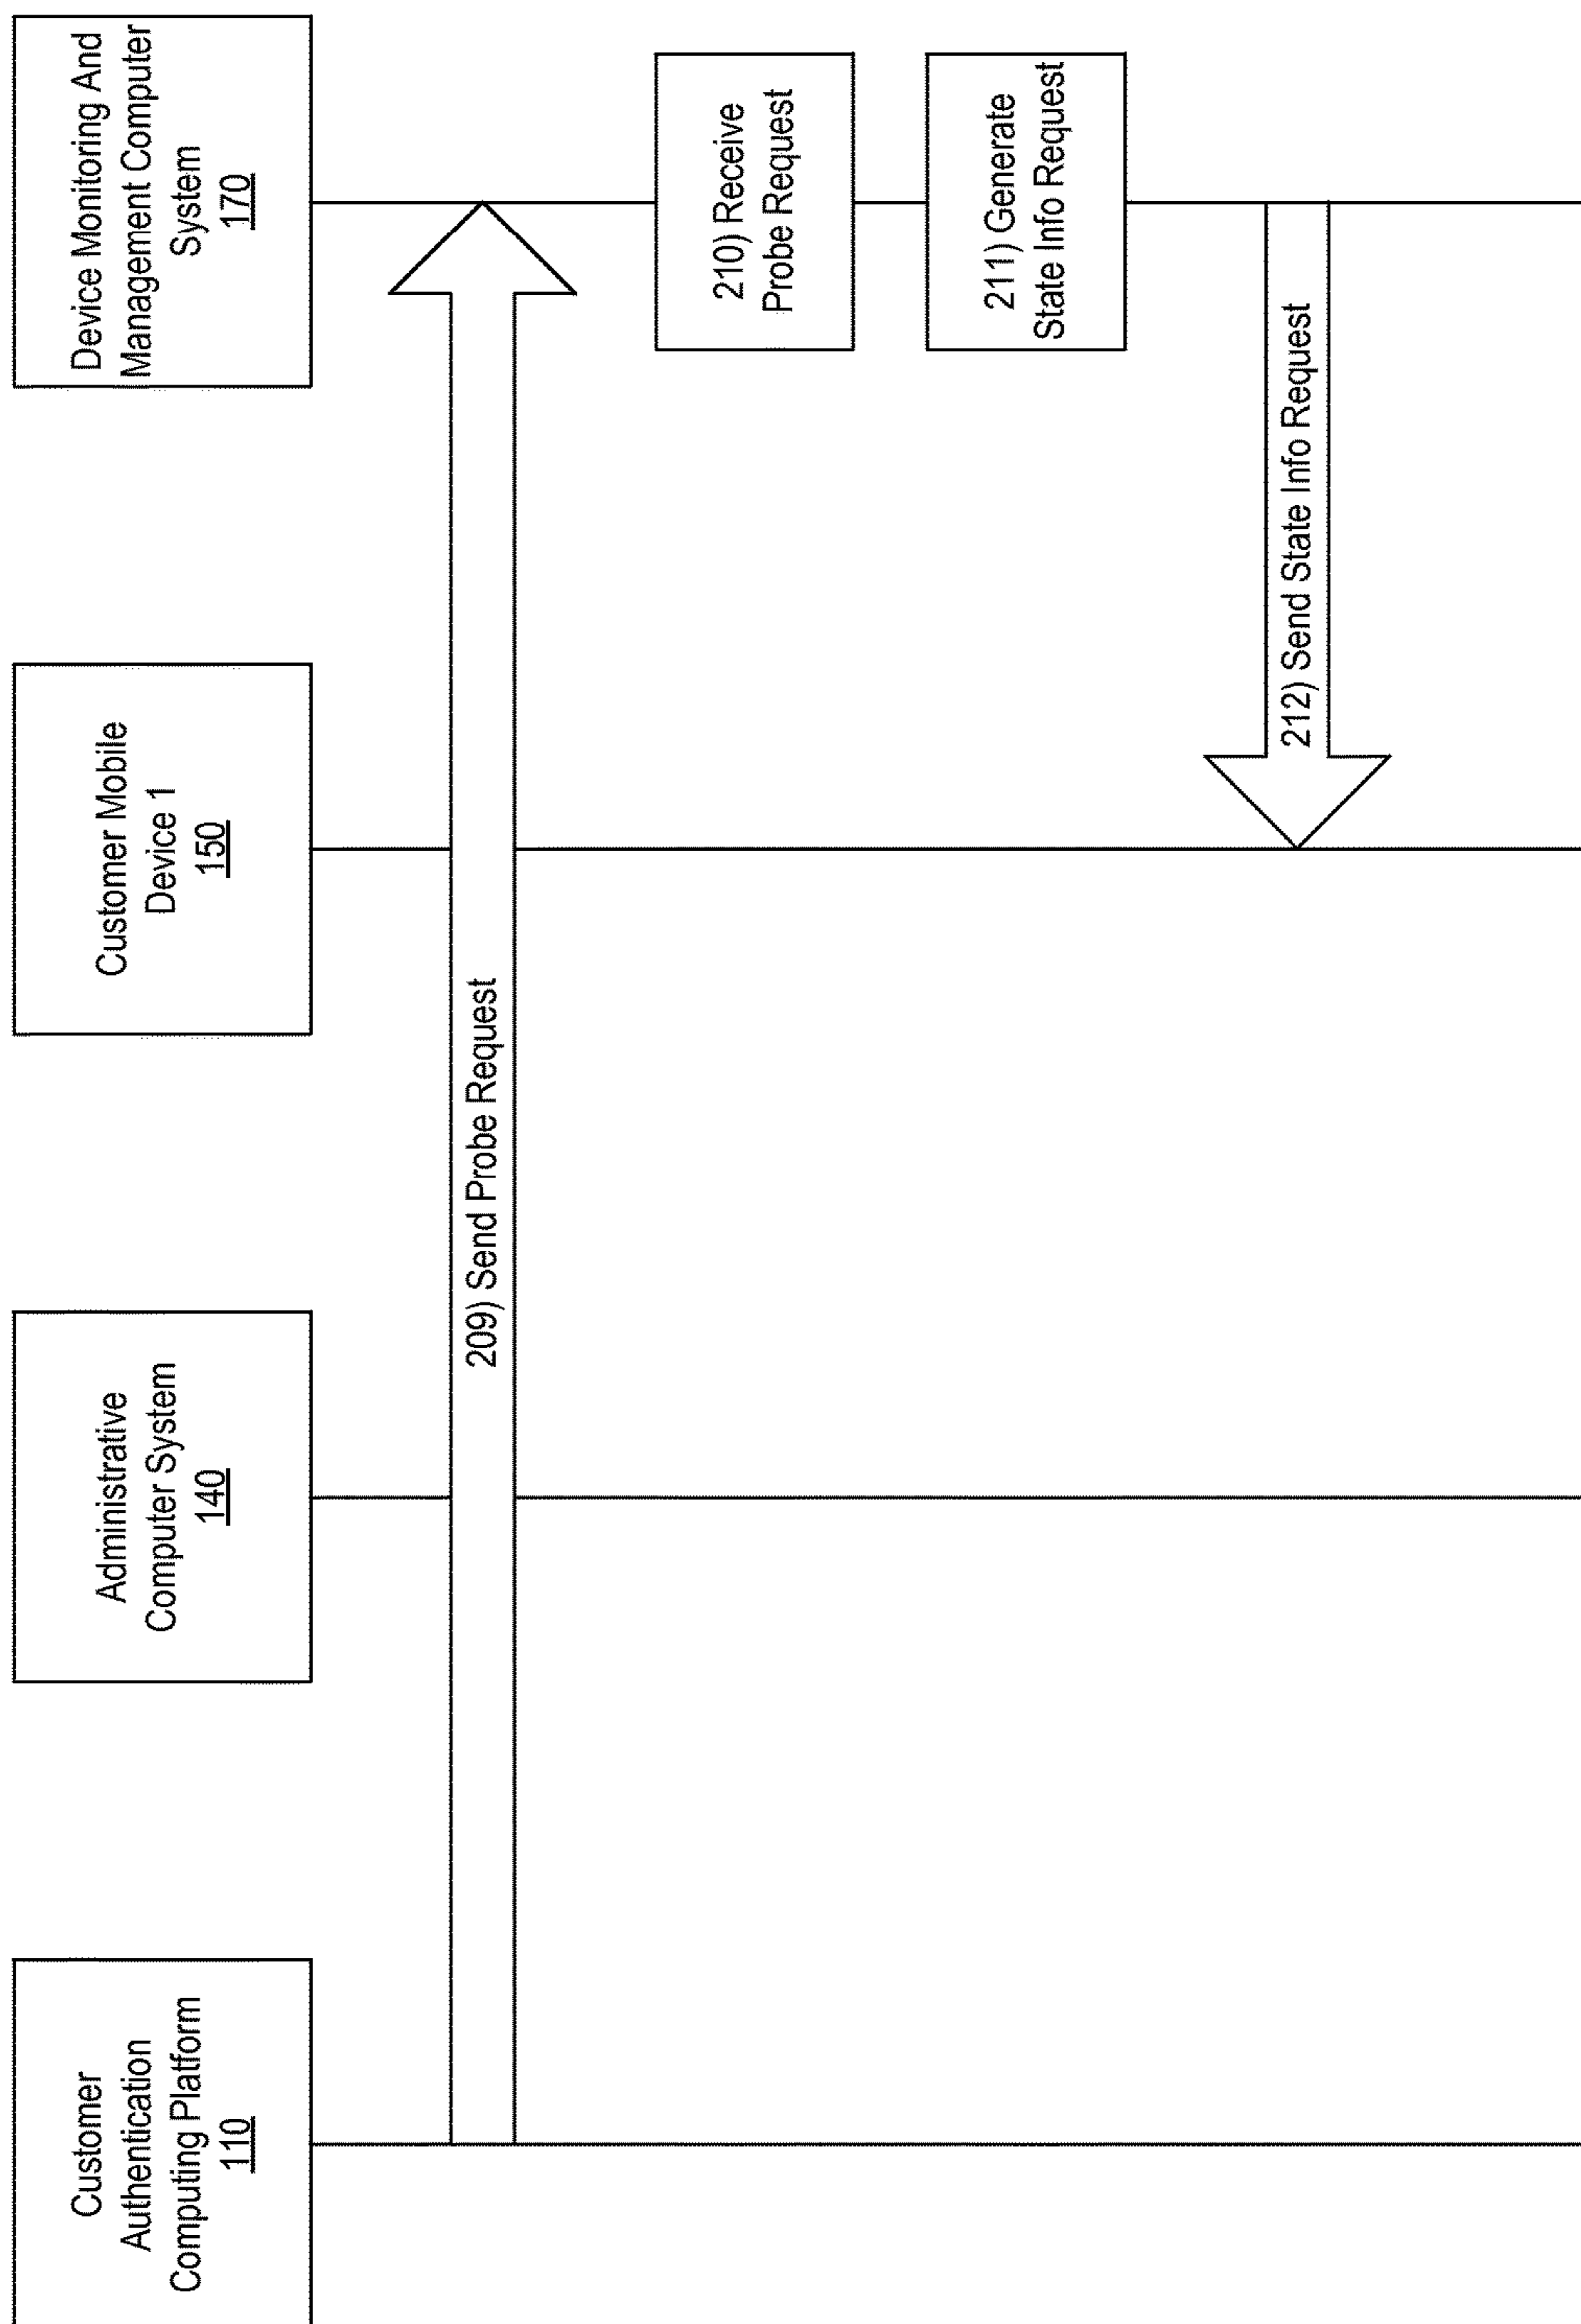 Customer
Authentication
Computing Platform
110
Administrative
Computer System
140
Customer Mobile
Device 1
150
Device Monitoring And
Management Computer
System
170
209) Send Probe Request
210) Receive
Probe Request
211) Generate
State Info Request
212) Send State Info Request